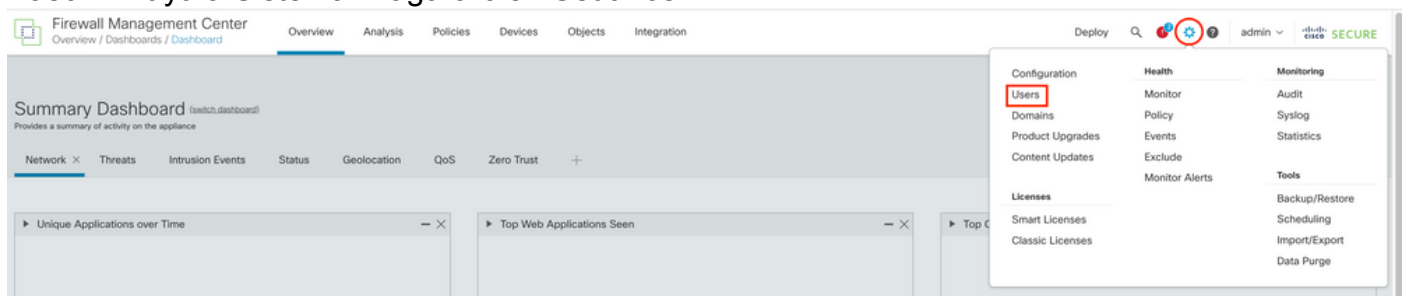 Firewall Management Center
Overview / Dashboards / Dashboard
Overview Analysis Policies Devices Objects Integration
Deploy admin cisco SECURE
Summary Dashboard (switch dashboard)
Provides a summary of activity on the appliance
Network Threats Intrusion Events Status Geolocation QoS Zero Trust
Unique Applications over Time
Top Web Applications Seen
Top
Configuration
Users
Domains
Product Upgrades
Content Updates
Licenses
Smart Licenses
Classic Licenses
Health
Monitor
Policy
Events
Exclude
Monitor Alerts
Monitoring
Audit
Syslog
Statistics
Tools
Backup/Restore
Scheduling
Import/Export
Data Purge